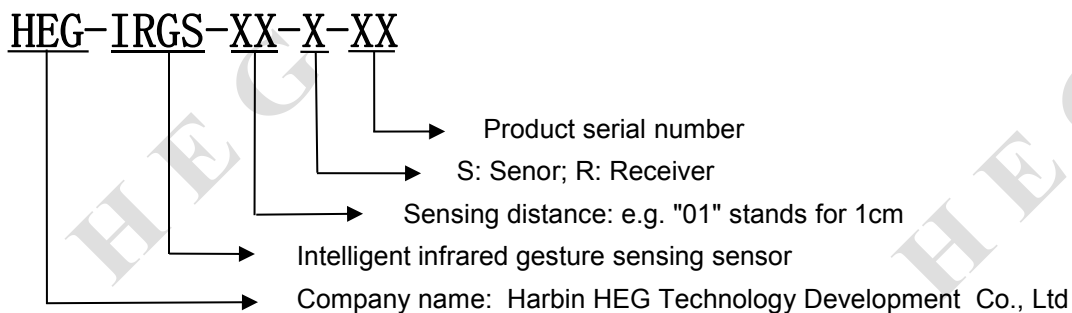 HEG-IRGS-XX-X-XX
Product serial number
S: Senor; R: Receiver
Sensing distance: e.g. "01" stands for 1cm
Intelligent infrared gesture sensing sensor
Company name: Harbin HEG Technology Development Co., Ltd
H E G
H E G